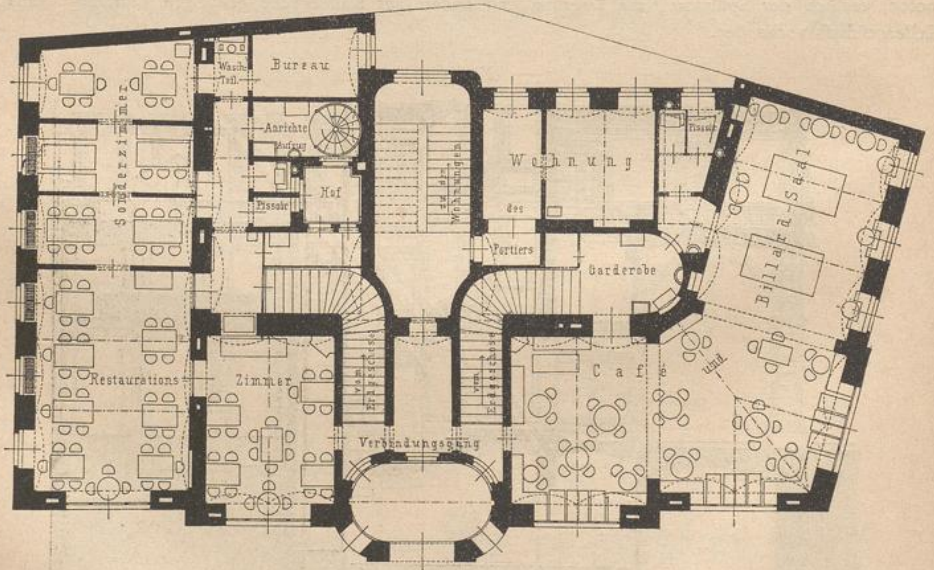 Bureau
Wasch-
Toil.
Sonderzimmer
Anrichte
Aufzug
Pissoir
Hof
zu den
Wohnungen
Wohnung
des
Portiers
Pissoir
Garderobe
Billard-Saal
und
Café
Restaurations-
Zimmer
vom
Erdgeschoss
vom
Erdgeschoss
Verbindungsgang